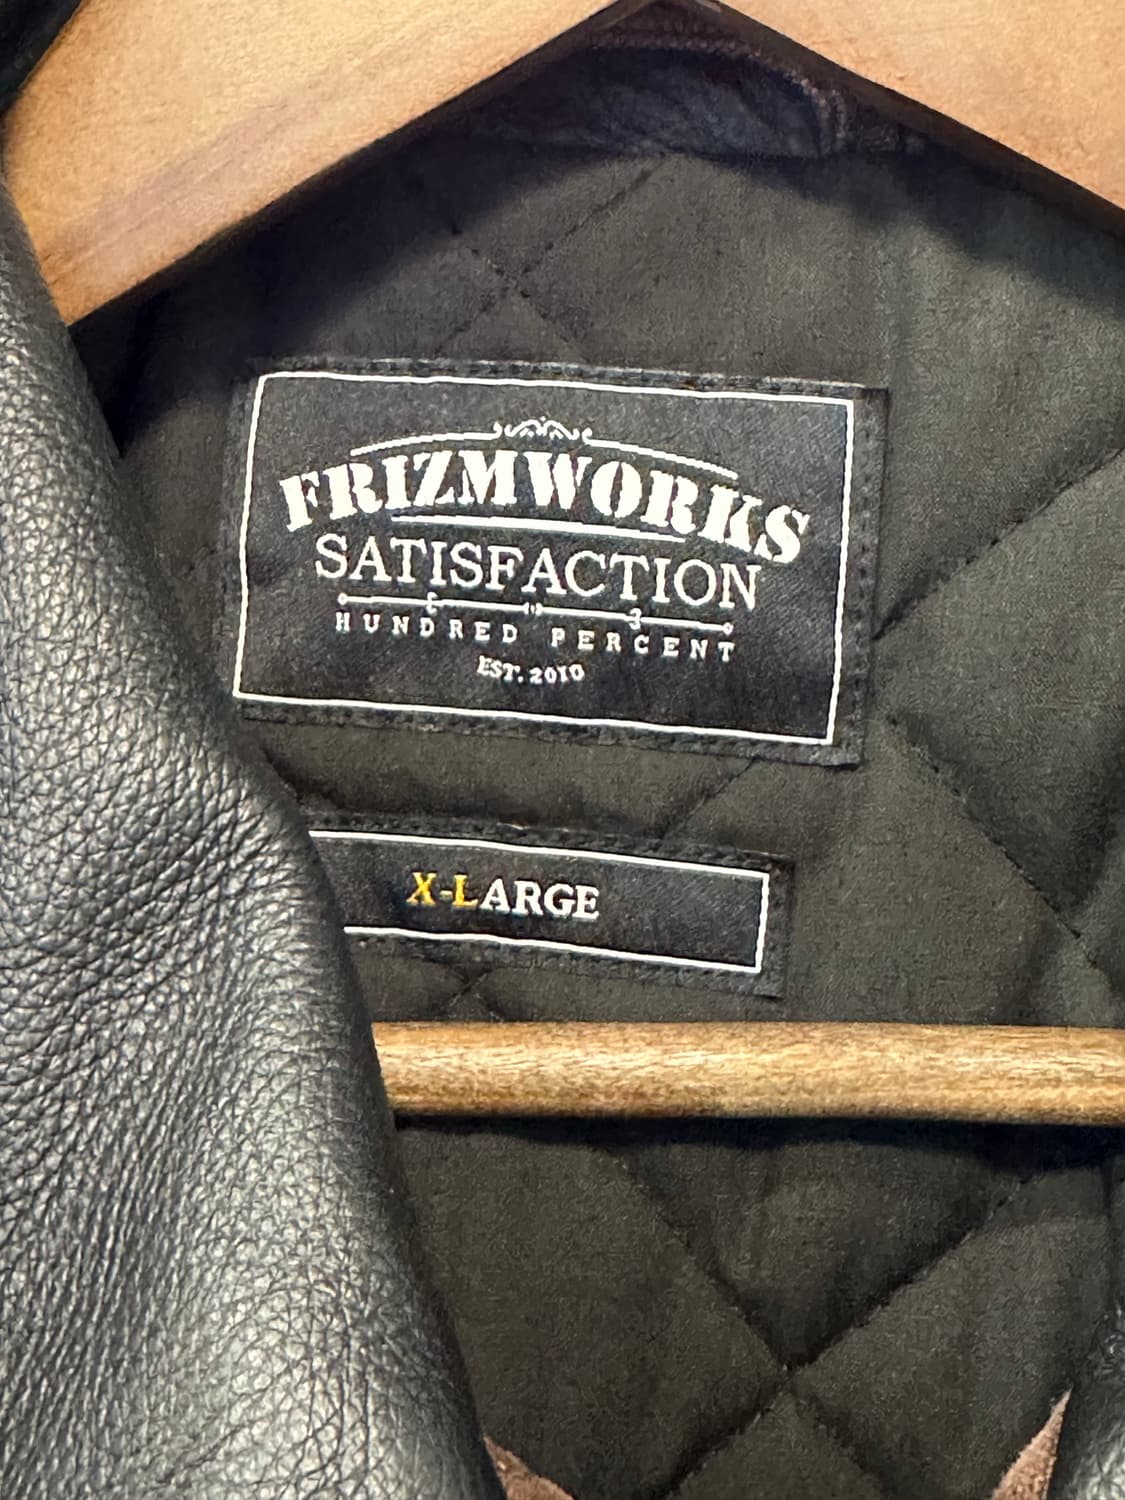 FRIZMWORKS
SATISFACTION
HUNDRED PERCENT
EST. 2010
X-LARGE